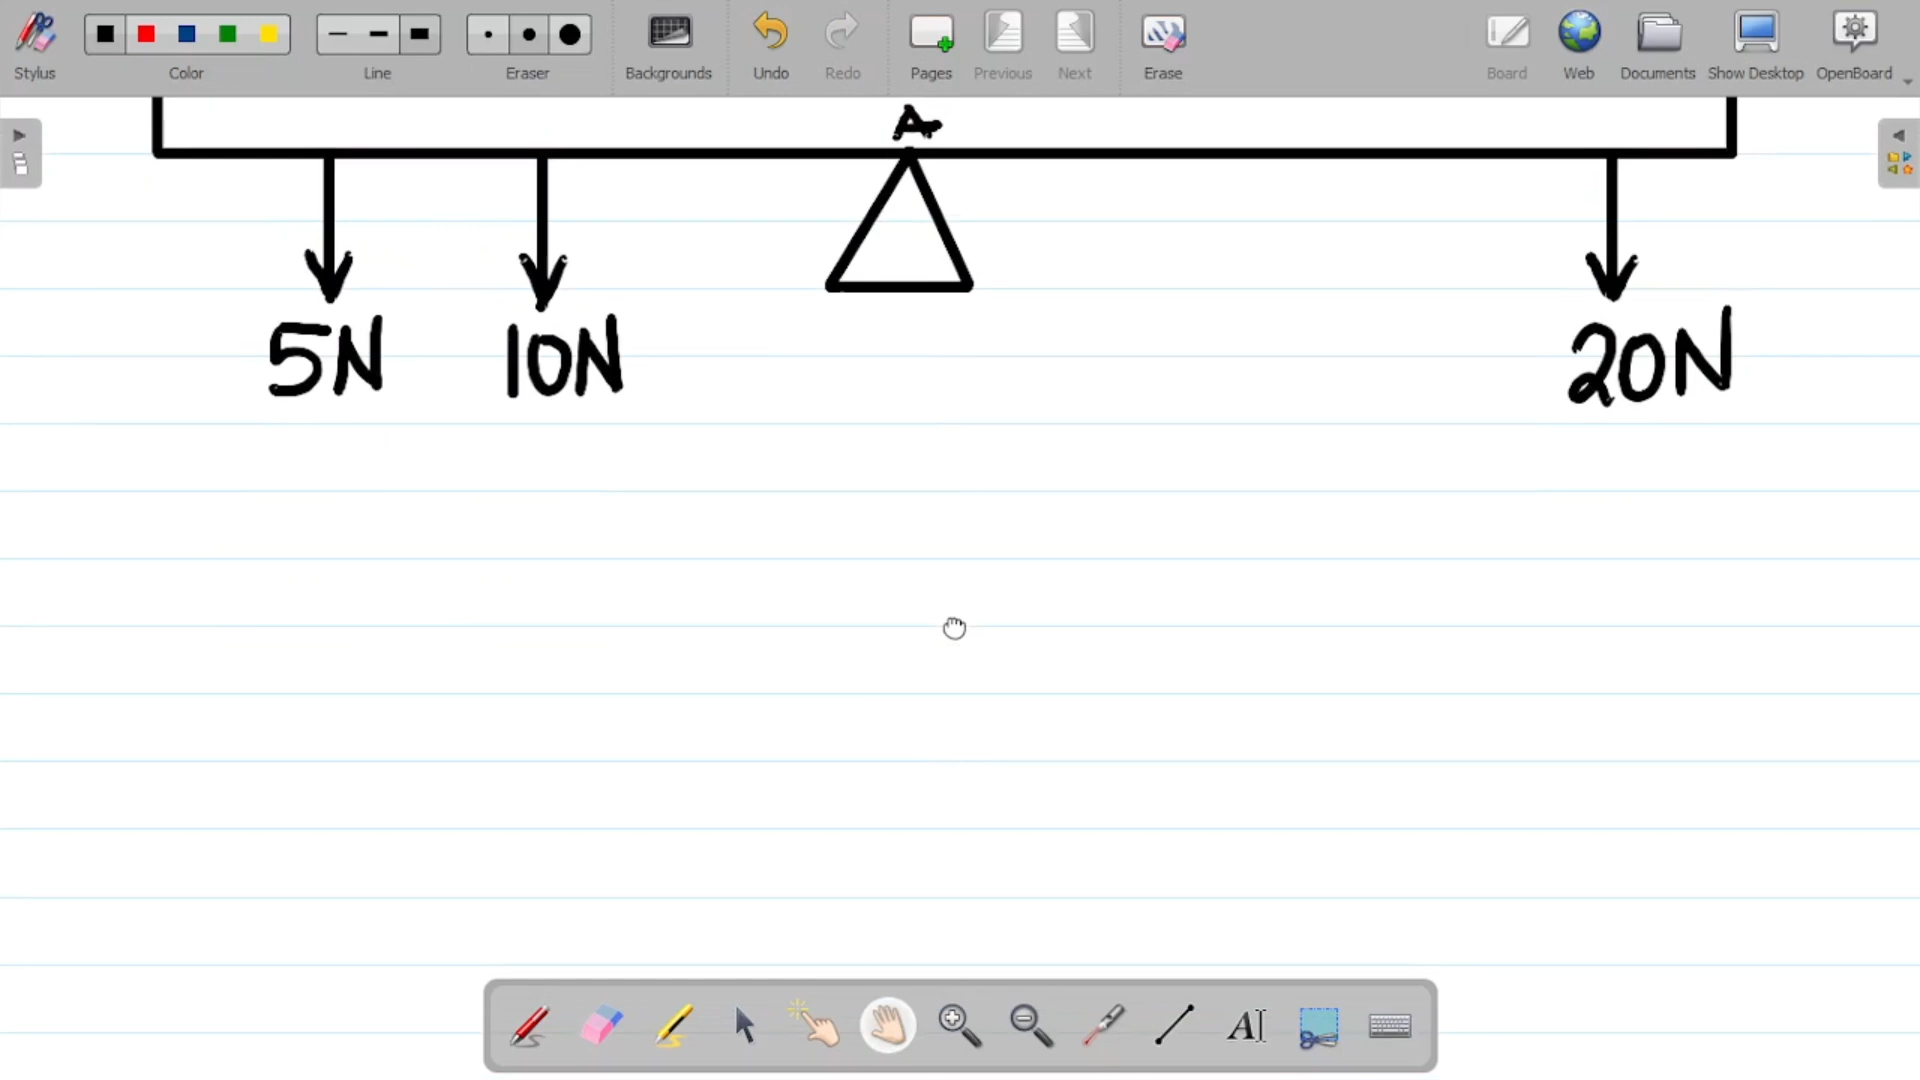 Stylus Color Line Eraser Backgrounds Undo Redo Pages Previous Next Erase Board Web Documents Show Desktop OpenBoard
A
5N 10N 20N